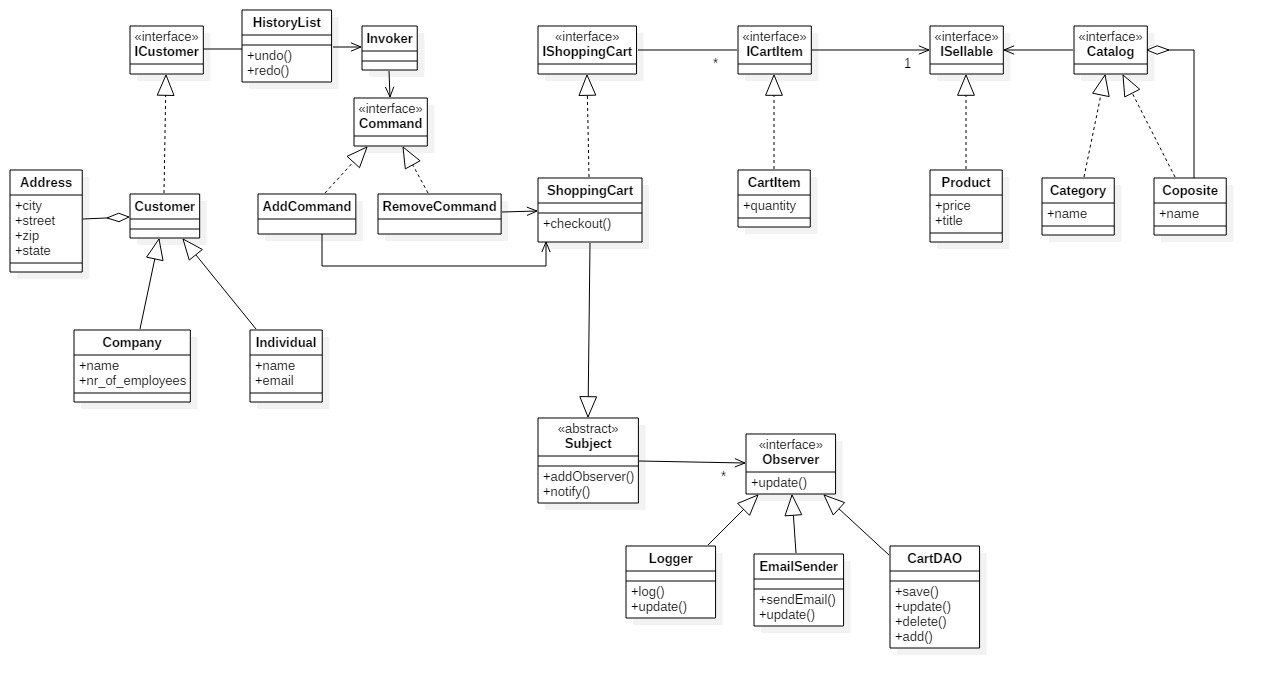 «interface»
ICustomer
HistoryList
+undo()
+redo()
Invoker
«interface»
Command
«interface»
IShoppingCart
*
«interface»
ICartItem
1
«interface»
ISellable
«interface»
Catalog
Address
+city
+street
+zip
+state
Customer
AddCommand
RemoveCommand
ShoppingCart
+checkout()
CartItem
+quantity
Product
+price
+title
Category
+name
Coposite
+name
Company
+name
+nr_of_employees
Individual
+name
+email
«abstract»
Subject
+addObserver()
+notify()
*
«interface»
Observer
+update()
Logger
+log()
+update()
EmailSender
+sendEmail()
+update()
CartDAO
+save()
+update()
+delete()
+add()